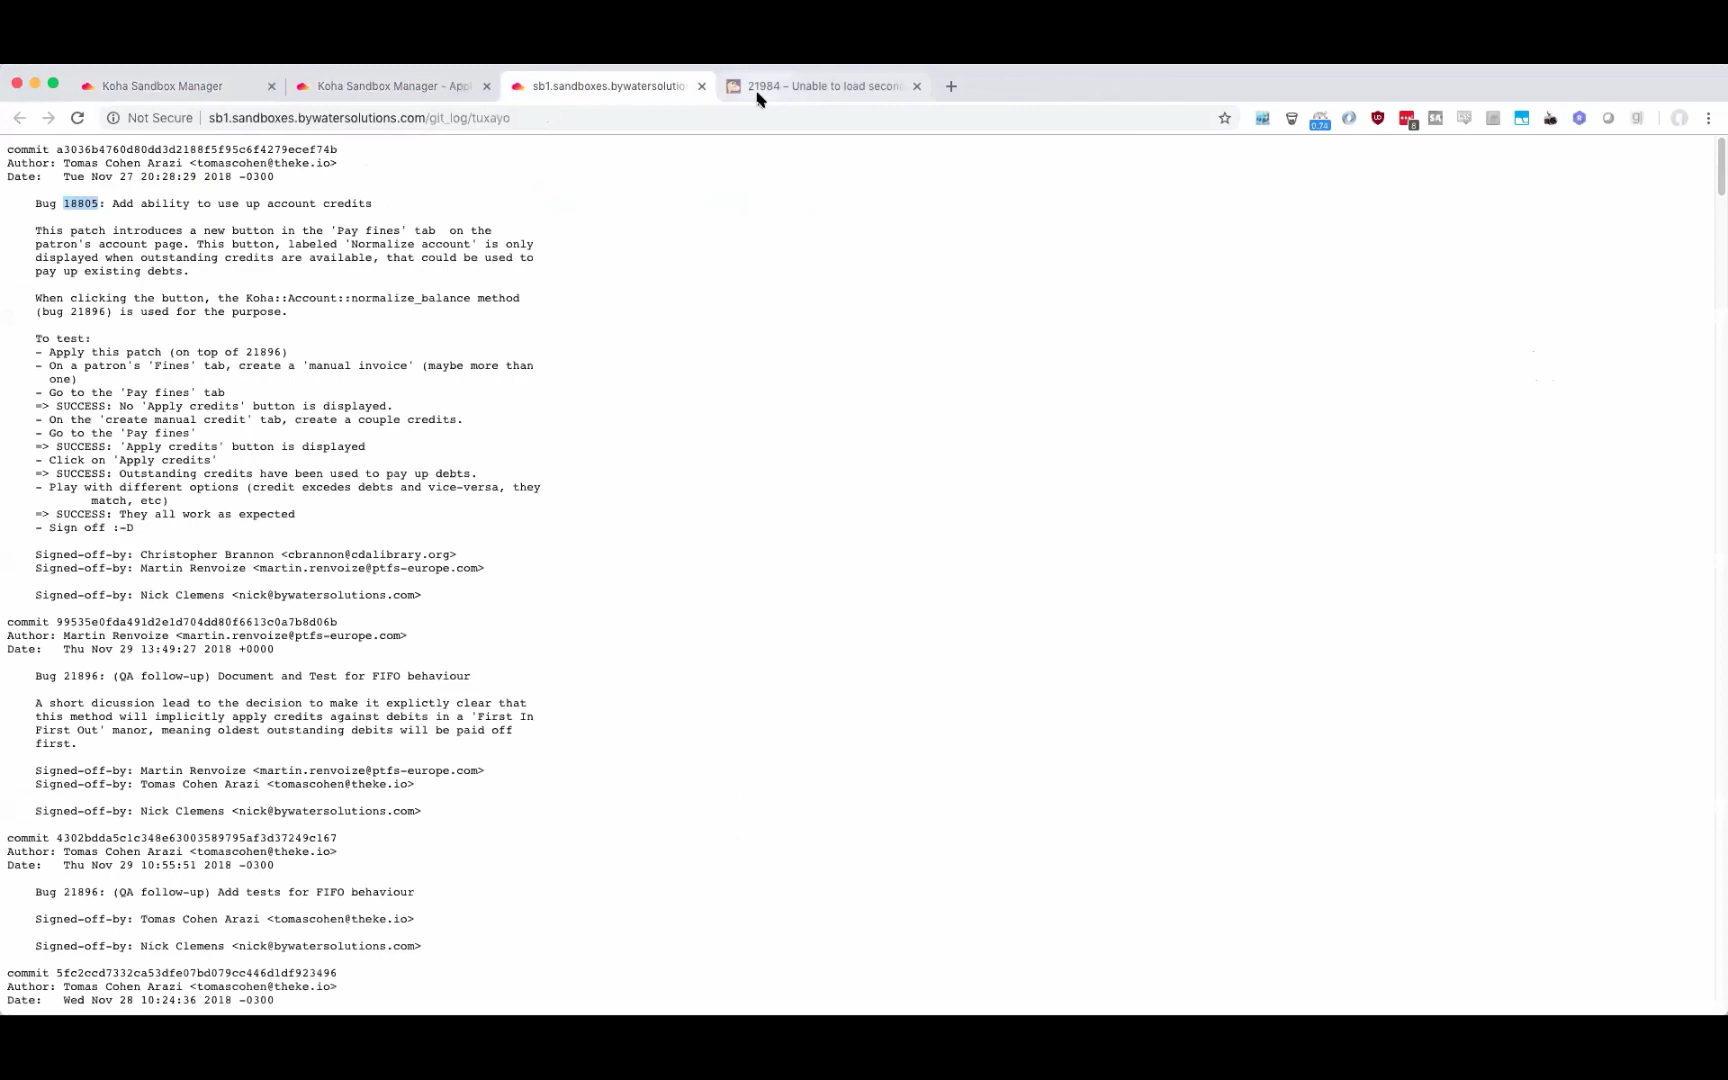 Koha Sandbox Manager
Koha Sandbox Manager - Appl
sb1.sandboxes.bywatersolutio
21984 – Unable to load secon
Not Secure
sb1.sandboxes.bywatersolutions.com/git_log/tuxayo
0.74
8
commit a3036b4760d80dd3d2188f5f95c6f4279ecef74b
Author: Tomas Cohen Arazi <tomascohen@theke.io>
Date: Tue Nov 27 20:28:29 2018 -0300
Bug 18805: Add ability to use up account credits
This patch introduces a new button in the 'Pay fines' tab on the
patron's account page. This button, labeled 'Normalize account' is only
displayed when outstanding credits are available, that could be used to
pay up existing debts.
When clicking the button, the Koha::Account::normalize_balance method
(bug 21896) is used for the purpose.
To test:
- Apply this patch (on top of 21896)
- On a patron's 'Fines' tab, create a 'manual invoice' (maybe more than
one)
- Go to the 'Pay fines' tab
=> SUCCESS: No 'Apply credits' button is displayed.
- On the 'create manual credit' tab, create a couple credits.
- Go to the 'Pay fines'
=> SUCCESS: 'Apply credits' button is displayed
- Click on 'Apply credits'
=> SUCCESS: Outstanding credits have been used to pay up debts.
- Play with different options (credit excedes debts and vice-versa, they
match, etc)
=> SUCCESS: They all work as expected
- Sign off :-D
Signed-off-by: Christopher Brannon <cbrannon@cdalibrary.org>
Signed-off-by: Martin Renvoize <martin.renvoize@ptfs-europe.com>
Signed-off-by: Nick Clemens <nick@bywatersolutions.com>
commit 99535e0fda491d2e1d704dd80f6613c0a7b8d06b
Author: Martin Renvoize <martin.renvoize@ptfs-europe.com>
Date: Thu Nov 29 13:49:27 2018 +0000
Bug 21896: (QA follow-up) Document and Test for FIFO behaviour
A short dicussion lead to the decision to make it explictly clear that
this method will implicitly apply credits against debits in a 'First In
First Out' manor, meaning oldest outstanding debits will be paid off
first.
Signed-off-by: Martin Renvoize <martin.renvoize@ptfs-europe.com>
Signed-off-by: Tomas Cohen Arazi <tomascohen@theke.io>
Signed-off-by: Nick Clemens <nick@bywatersolutions.com>
commit 4302bdda5c1c348e63003589795af3d37249c167
Author: Tomas Cohen Arazi <tomascohen@theke.io>
Date: Thu Nov 29 10:55:51 2018 -0300
Bug 21896: (QA follow-up) Add tests for FIFO behaviour
Signed-off-by: Tomas Cohen Arazi <tomascohen@theke.io>
Signed-off-by: Nick Clemens <nick@bywatersolutions.com>
commit 5fc2ccd7332ca53dfe07bd079cc446d1df923496
Author: Tomas Cohen Arazi <tomascohen@theke.io>
Date: Wed Nov 28 10:24:36 2018 -0300